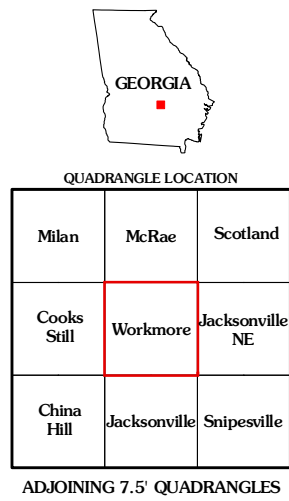 GEORGIA
QUADRANGLE LOCATION
Milan
McRae
Scotland
Cooks
Still
Workmore
Jacksonville
NE
China
Hill
Jacksonville
Snipesville
ADJOINING 7.5' QUADRANGLES